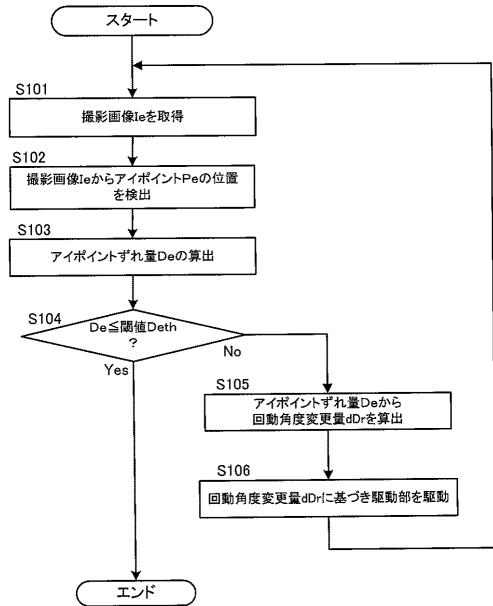 スタート
S101
撮影画像Ieを取得
S102
撮影画像IeからアイポイントPeの位置
を検出
S103
アイポイントずれ量Deの算出
S104
De≦閾値Deth
?
No
Yes
S105
アイポイントずれ量Deから
回動角度変更量dDrを算出
S106
回動角度変更量dDrに基づき駆動部を駆動
エンド